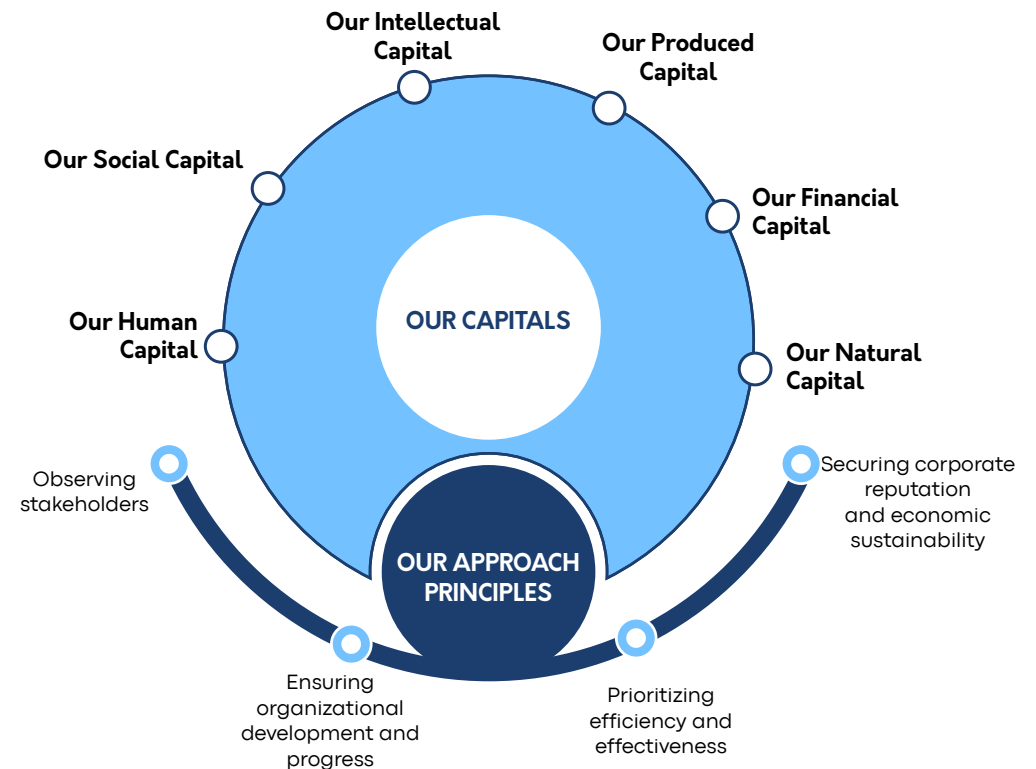 Our Intellectual
Capital
Our Produced
Capital
Our Social Capital
Our Financial
Capital
Our Human
Capital
OUR CAPITALS
Our Natural
Capital
Observing
stakeholders
Securing corporate
reputation
and economic
sustainability
OUR APPROACH
PRINCIPLES
Ensuring
organizational
development and
progress
Prioritizing
efficiency and
effectiveness